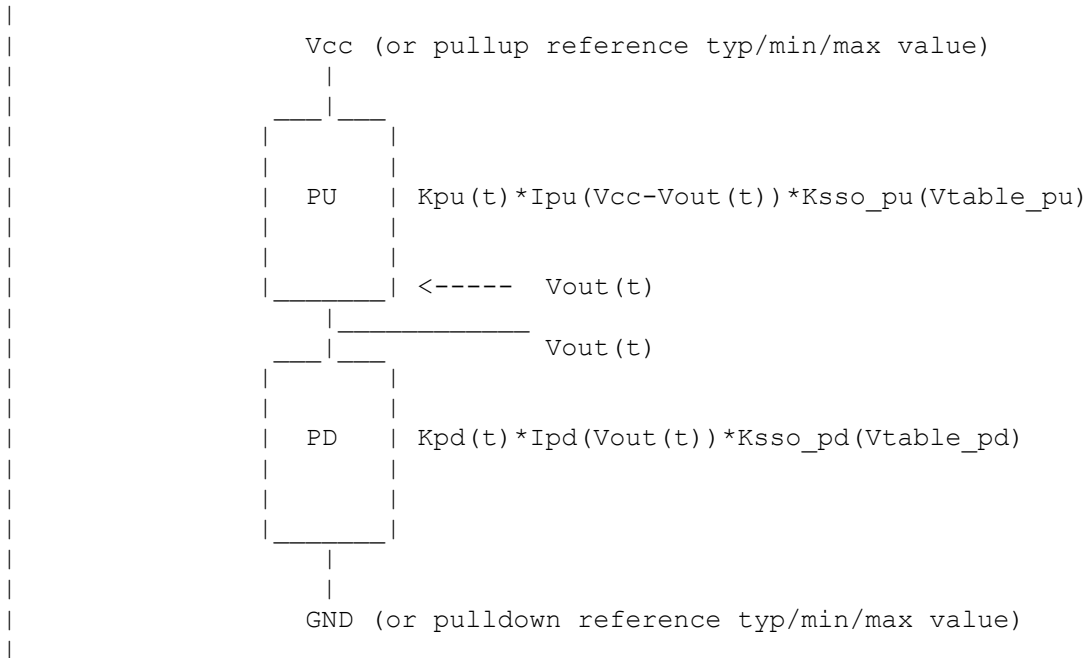 Vcc (or pullup reference typ/min/max value)
PU Kpu(t)*Ipu(Vcc-Vout(t))*Ksso_pu(Vtable_pu)
<----- Vout(t)
Vout(t)
PD Kpd(t)*Ipd(Vout(t))*Ksso_pd(Vtable_pd)
GND (or pulldown reference typ/min/max value)